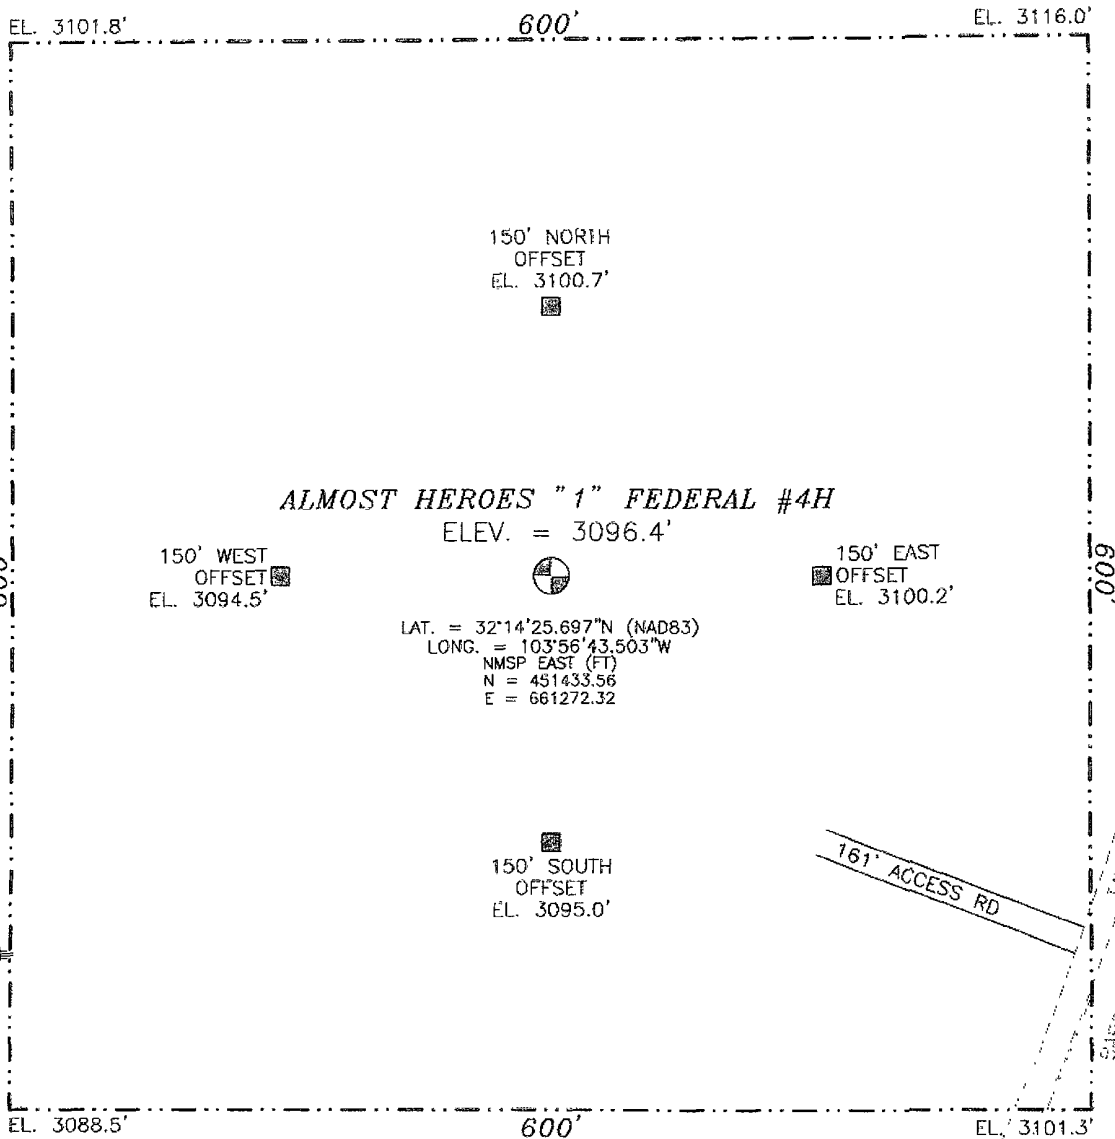 EL. 3101.8'
600'
EL. 3116.0'
150' NORTH
OFFSET
EL. 3100.7'
ALMOST HEROES "1" FEDERAL #4H
ELEV. = 3096.4'
150' WEST
OFFSET
EL. 3094.5'
150' EAST
OFFSET
EL. 3100.2'
600'
LAT. = 32°14'25.697"N (NAD83)
LONG. = 103°56'43.503"W
NMSP EAST (FT)
N = 451433.56
E = 661272.32
150' SOUTH
OFFSET
EL. 3095.0'
161' ACCESS RD
EL. 3088.5'
600'
EL. 3101.3'